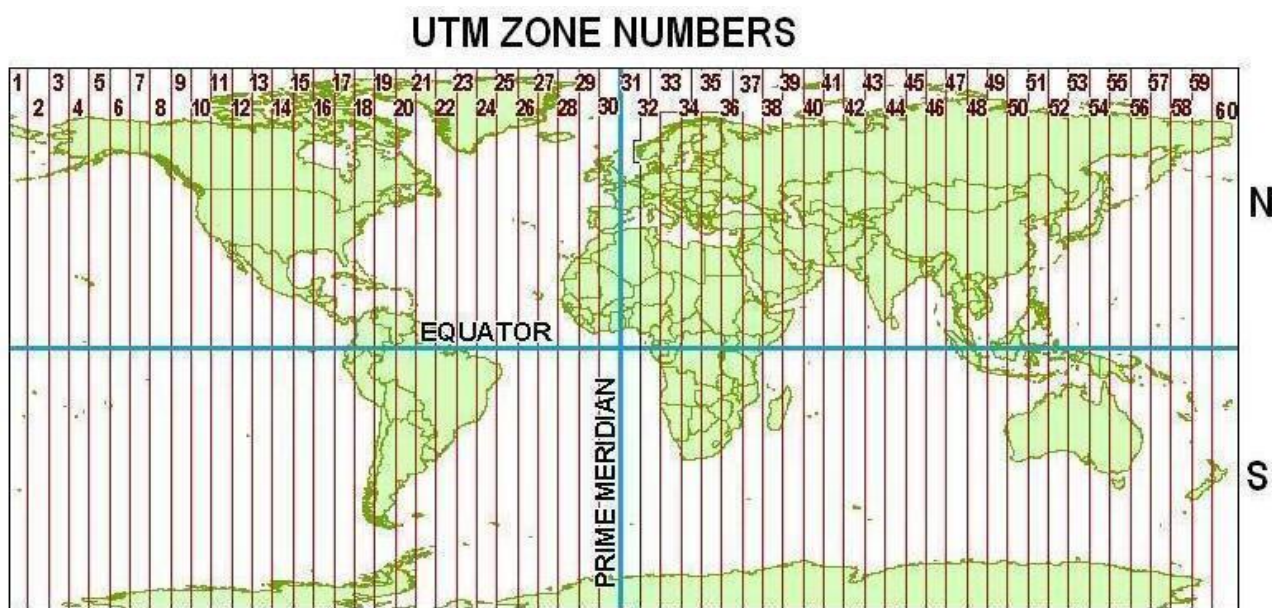 UTM ZONE NUMBERS
1 3 5 7 9 11 13 15 17 19 21 23 25 27 29 31 33 35 37 39 41 43 45 47 49 51 53 55 57 59
2 4 6 8 10 12 14 16 18 20 22 24 26 28 30 32 34 36 38 40 42 44 46 48 50 52 54 56 58 60
N
EQUATOR
PRIME MERIDIAN
S